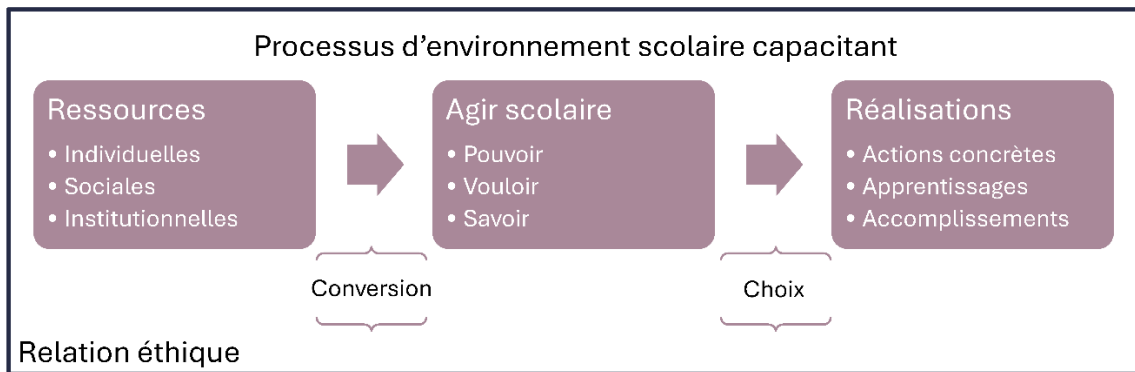 Processus d’environnement scolaire capacitant
Ressources
• Individuelles
• Sociales
• Institutionnelles
Agir scolaire
• Pouvoir
• Vouloir
• Savoir
Réalisations
• Actions concrètes
• Apprentissages
• Accomplissements
Conversion
Choix
Relation éthique